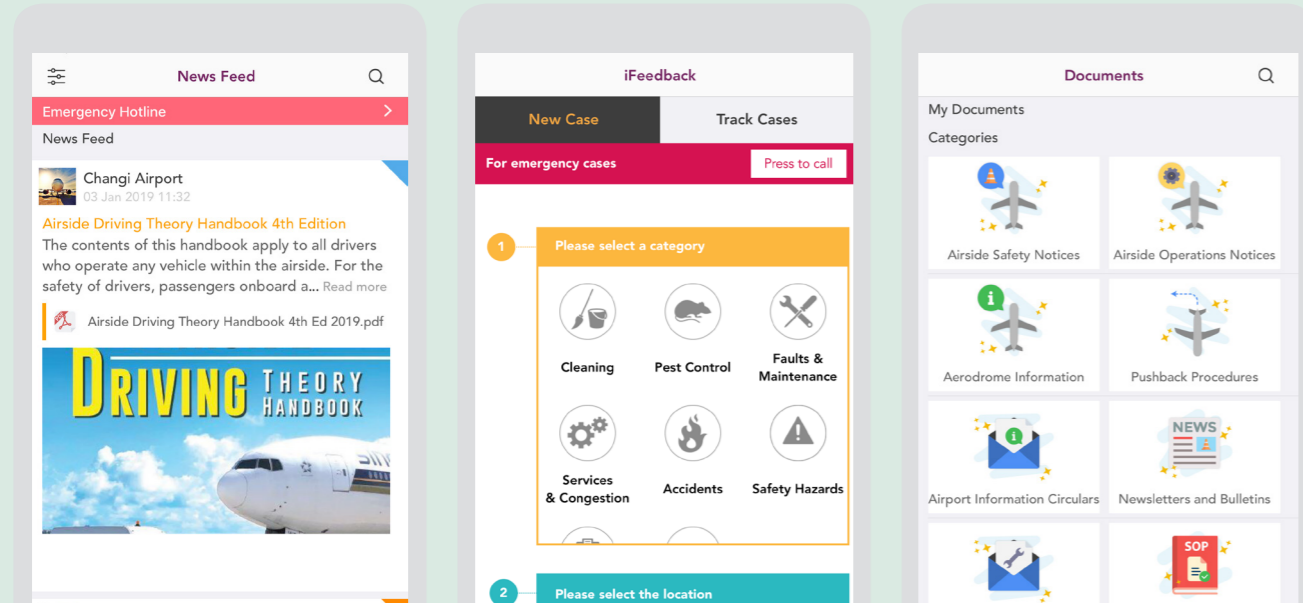 News Feed
Emergency Hotline
News Feed
Changi Airport
03 Jan 2019 11:32
Airside Driving Theory Handbook 4th Edition
The contents of this handbook apply to all drivers
who operate any vehicle within the airside. For the
safety of drivers, passengers onboard a... Read more
Airside Driving Theory Handbook 4th Ed 2019.pdf
DRIVING THEORY
HANDBOOK
iFeedback
New Case
Track Cases
For emergency cases
Press to call
1
Please select a category
Cleaning
Pest Control
Faults &
Maintenance
Services
& Congestion
Accidents
Safety Hazards
2
Please select the location
Documents
My Documents
Categories
Airside Safety Notices
Airside Operations Notices
Aerodrome Information
Pushback Procedures
NEWS
Airport Information Circulars
Newsletters and Bulletins
SOP